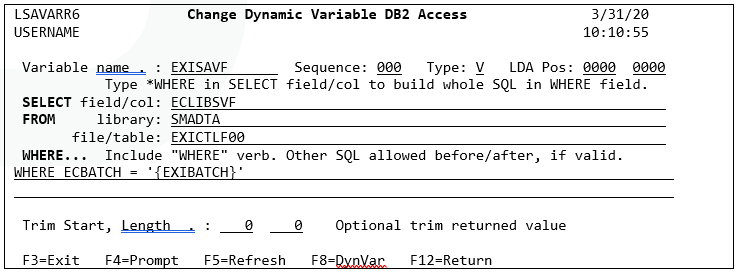 LSAVARR6 Change Dynamic Variable DB2 Access 3/31/20
USERNAME 10:10:55
Variable name . : EXISAVF Sequence: 000 Type: V LDA Pos: 0000 0000
Type *WHERE in SELECT field/col to build whole SQL in WHERE field.
SELECT field/col: ECLIBSVF
FROM library: SMADTA
file/table: EXICTLF00
WHERE... Include "WHERE" verb. Other SQL allowed before/after, if valid.
WHERE ECBATCH = '{EXIBATCH}'
Trim Start, Length . : 0 0 Optional trim returned value
F3=Exit F4=Prompt F5=Refresh F8=DynVar F12=Return